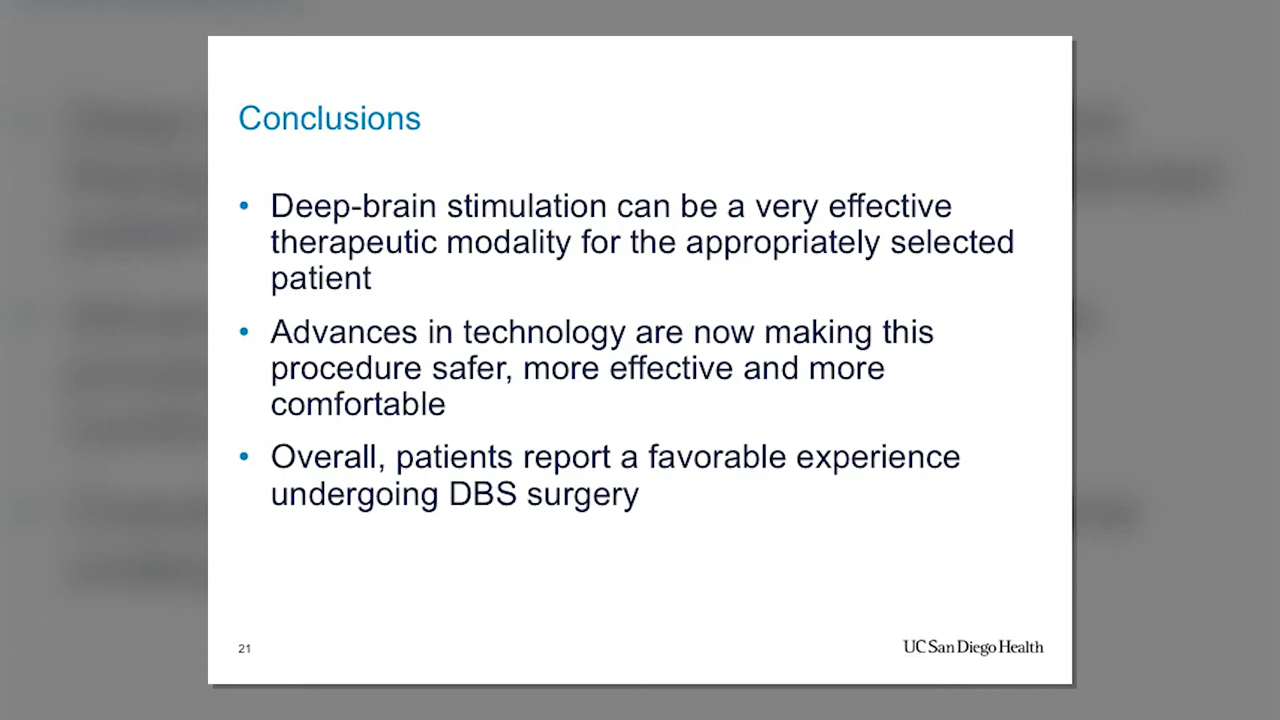 Conclusions
• Deep-brain stimulation can be a very effective
therapeutic modality for the appropriately selected
patient
• Advances in technology are now making this
procedure safer, more effective and more
comfortable
• Overall, patients report a favorable experience
undergoing DBS surgery
21
UC San Diego Health